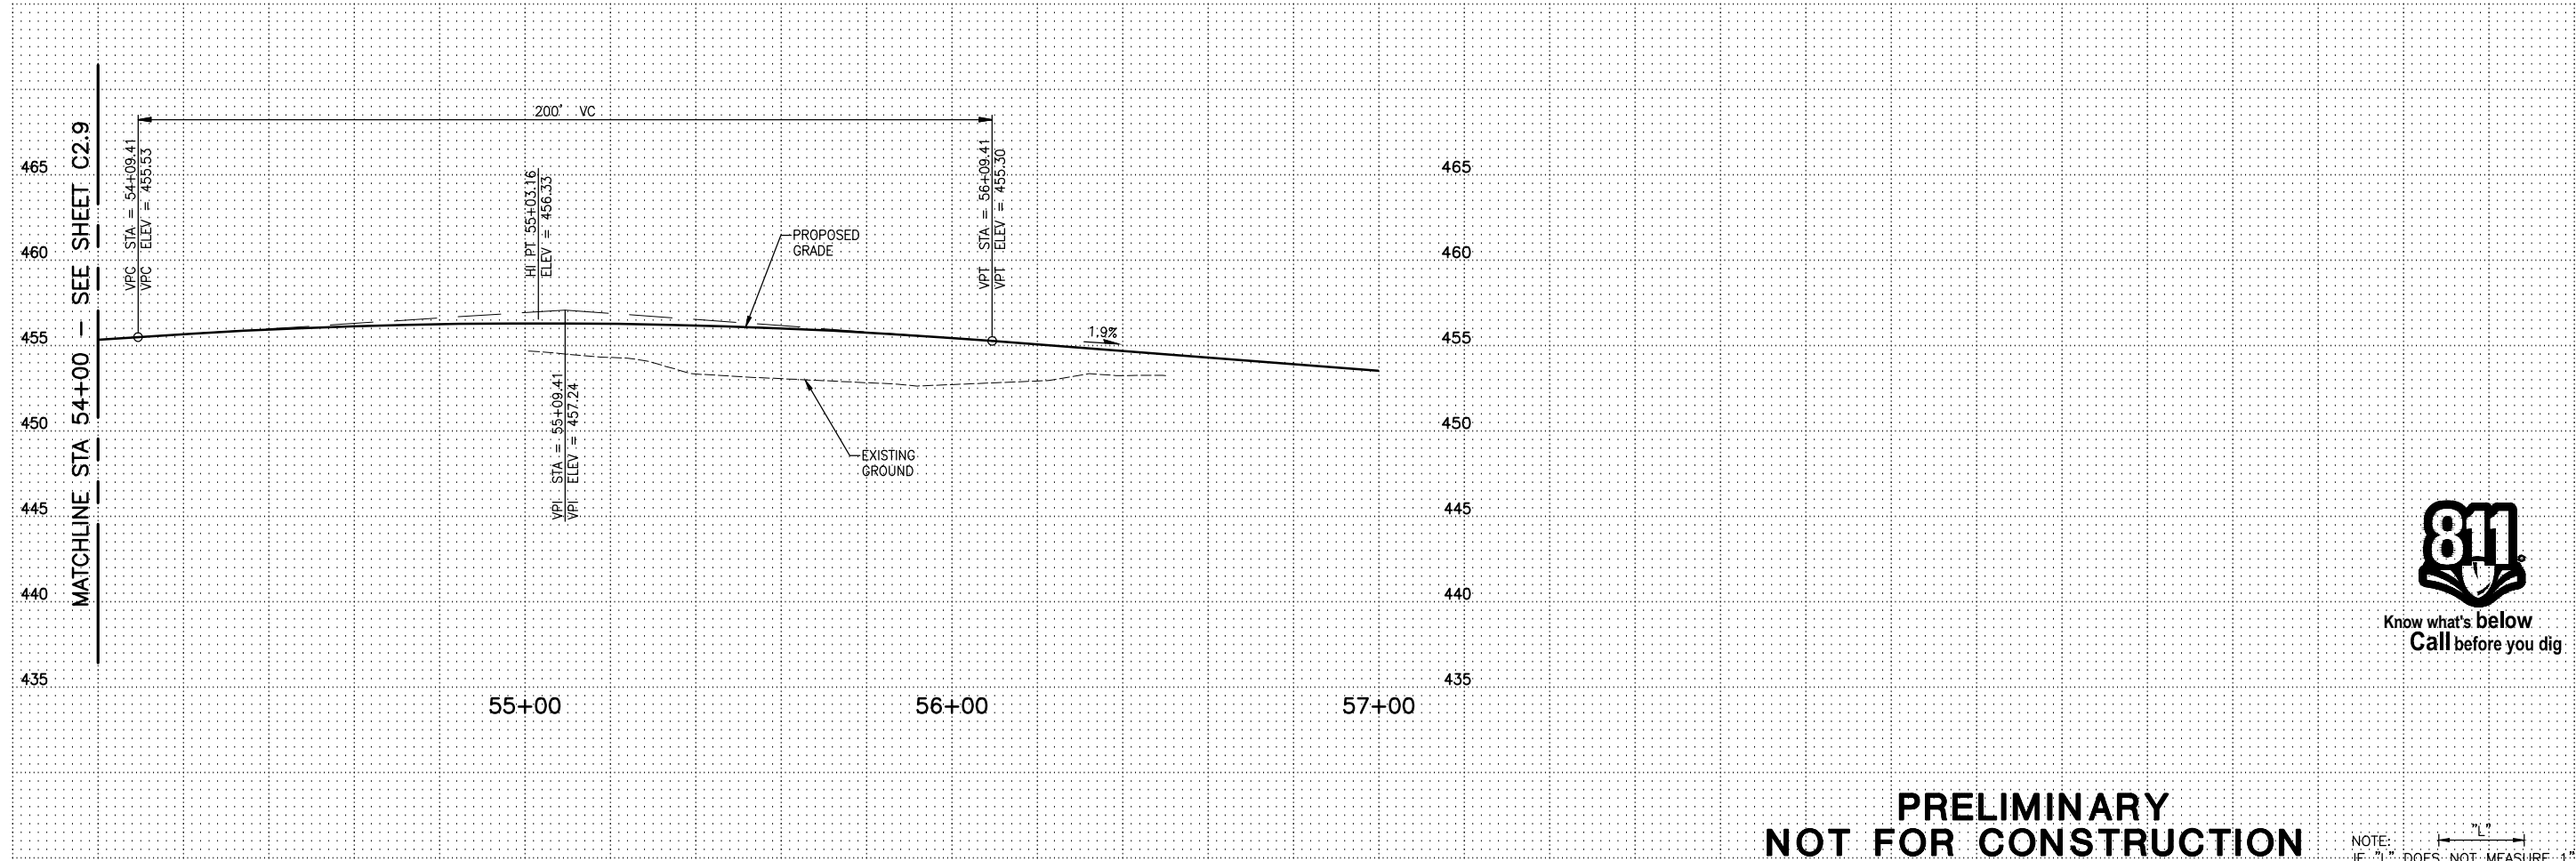 200' VC
MATCHLINE STA 54+00 — SEE SHEET C2.9
VPC STA = 54+09.41
VPC ELEV = 455.53
HI PT 55+03.16
ELEV = 456.33
VPT STA = 56+09.41
VPT ELEV = 455.30
PROPOSED
GRADE
1.9%
VPI STA = 55+09.41
VPI ELEV = 457.24
EXISTING
GROUND
465
460
455
450
445
440
435
465
460
455
450
445
440
435
55+00
56+00
57+00
811
Know what's below
Call before you dig
PRELIMINARY
NOT FOR CONSTRUCTION
NOTE:
"L"
IF "L" DOES NOT MEASURE